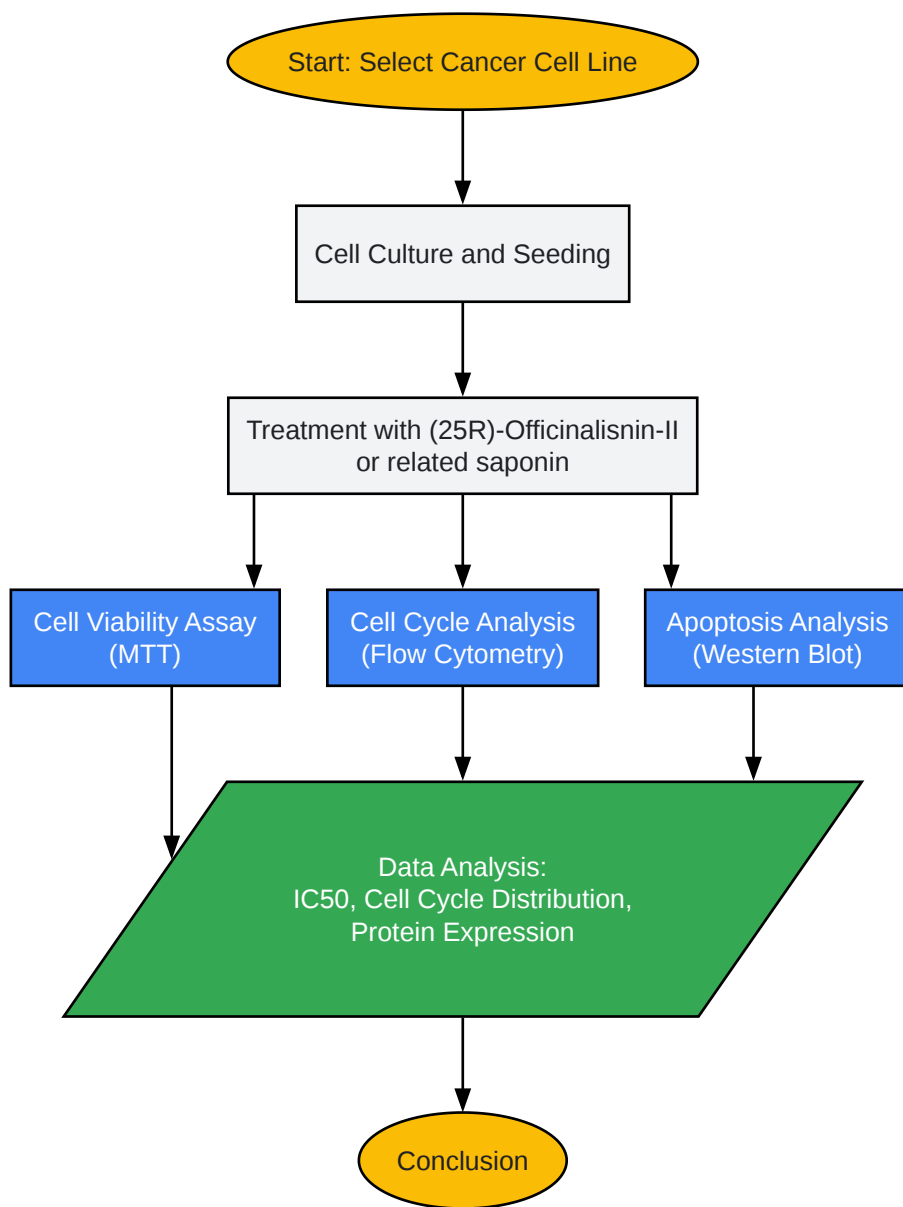 Start: Select Cancer Cell Line
Cell Culture and Seeding
Treatment with (25R)-Officinalisnin-II
or related saponin
Cell Viability Assay
(MTT)
Cell Cycle Analysis
(Flow Cytometry)
Apoptosis Analysis
(Western Blot)
Data Analysis:
IC50, Cell Cycle Distribution,
Protein Expression
Conclusion